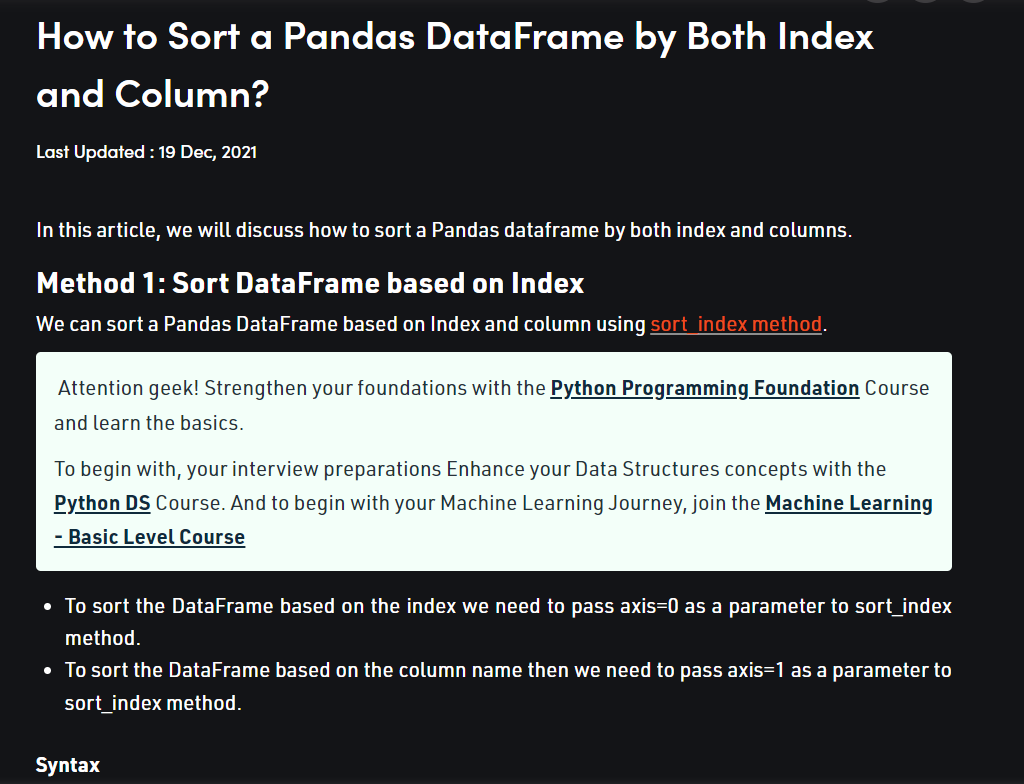 How to Sort a Pandas DataFrame by Both Index
and Column?
Last Updated : 19 Dec, 2021
In this article, we will discuss how to sort a Pandas dataframe by both index and columns.
Method 1: Sort DataFrame based on Index
We can sort a Pandas DataFrame based on Index and column using sort_index method.
Attention geek! Strengthen your foundations with the Python Programming Foundation Course
and learn the basics.
To begin with, your interview preparations Enhance your Data Structures concepts with the
Python DS Course. And to begin with your Machine Learning Journey, join the Machine Learning
- Basic Level Course
• To sort the DataFrame based on the index we need to pass axis=0 as a parameter to sort_index
method.
• To sort the DataFrame based on the column name then we need to pass axis=1 as a parameter to
sort_index method.
Syntax